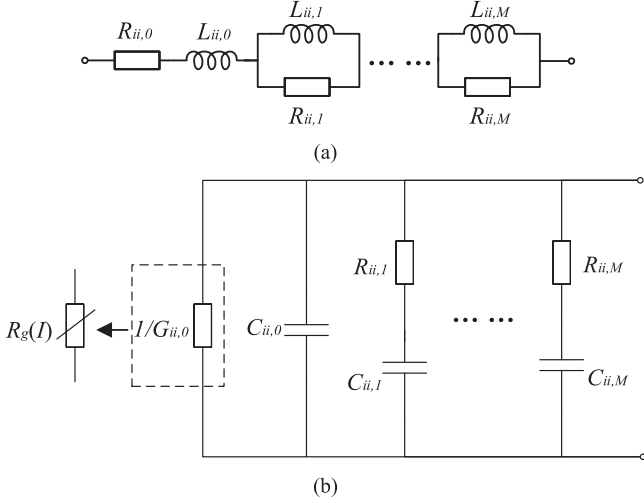 R_{ii,0} L_{ii,0} L_{ii,1} L_{ii,M}
R_{ii,1} R_{ii,M}
(a)
R_{ii,1} R_{ii,M}
R_g(I) 1/G_{ii,0} C_{ii,0}
C_{ii,1} C_{ii,M}
(b)